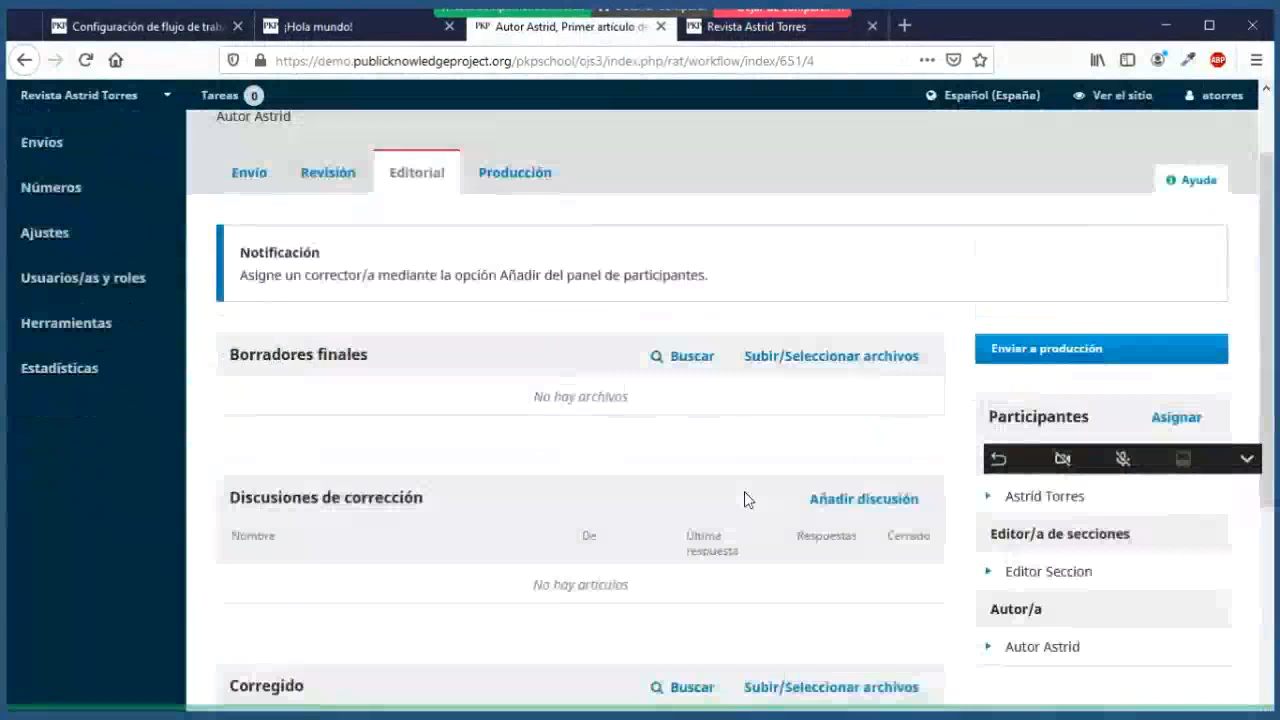 Configuración de flujo de trab
¡Hola mundo!
Autor Astrid, Primer artículo de
Revista Astrid Torres
https://demo.publicknowledgeproject.org/pkpschool/ojs3/index.php/rat/workflow/index/651/4
ABP
Revista Astrid Torres
Tareas 0
Español (España)
Ver el sitio
atorres
Autor Astrid
Envíos
Números
Ajustes
Usuarios/as y roles
Herramientas
Estadísticas
Envío
Revisión
Editorial
Producción
Ayuda
Notificación
Asigne un corrector/a mediante la opción Añadir del panel de participantes.
Borradores finales
Buscar
Subir/Seleccionar archivos
No hay archivos
Enviar a producción
Participantes
Asignar
Astrid Torres
Editor/a de secciones
Editor Seccion
Autor/a
Autor Astrid
Discusiones de corrección
Añadir discusión
Nombre
De
Última
respuesta
Respuestas
Cerrado
No hay artículos
Corregido
Buscar
Subir/Seleccionar archivos